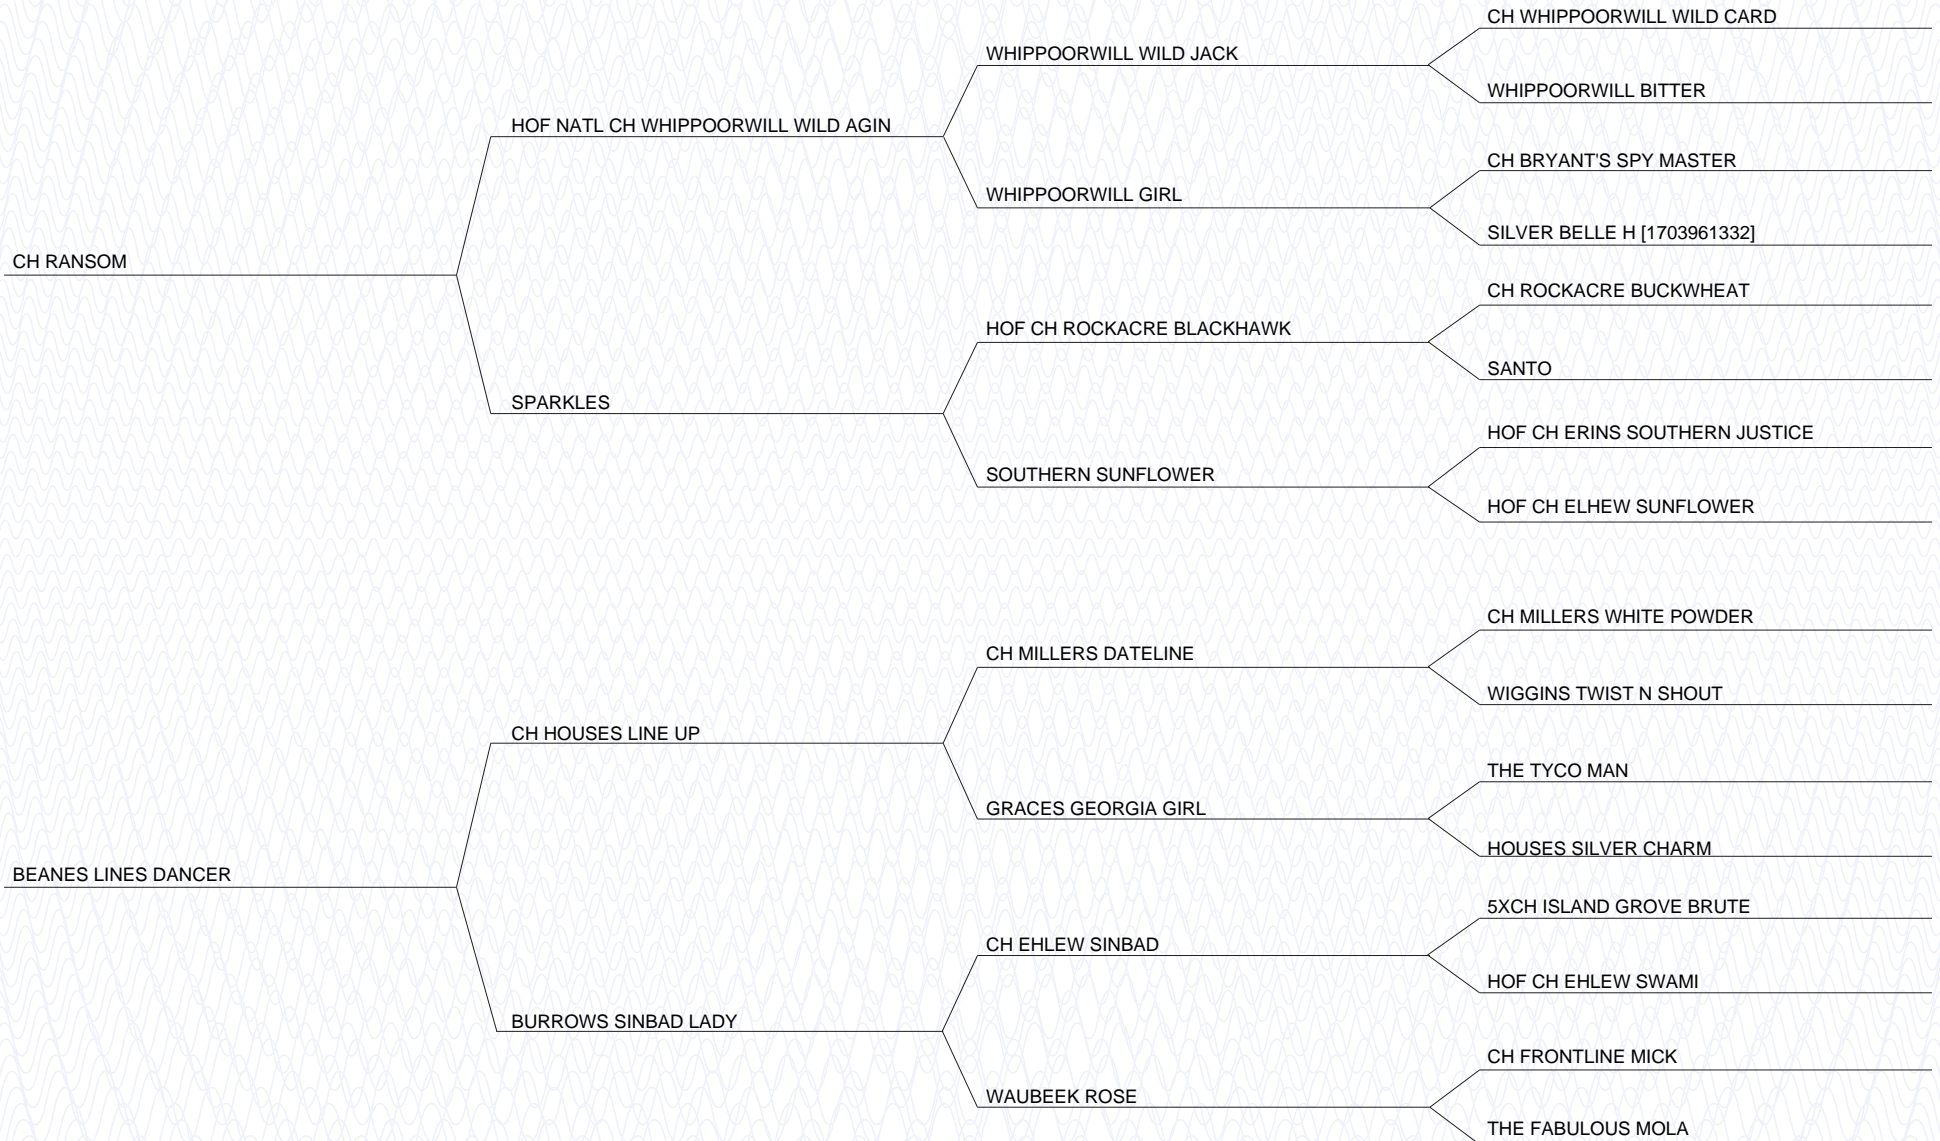 CH WHIPPOORWILL WILD CARD
WHIPPOORWILL WILD JACK
WHIPPOORWILL BITTER
HOF NATL CH WHIPPOORWILL WILD AGIN
CH BRYANT'S SPY MASTER
WHIPPOORWILL GIRL
SILVER BELLE H [1703961332]
CH RANSOM
CH ROCKACRE BUCKWHEAT
HOF CH ROCKACRE BLACKHAWK
SANTO
SPARKLES
HOF CH ERINS SOUTHERN JUSTICE
SOUTHERN SUNFLOWER
HOF CH ELHEW SUNFLOWER
CH MILLERS WHITE POWDER
CH MILLERS DATELINE
WIGGINS TWIST N SHOUT
CH HOUSES LINE UP
THE TYCO MAN
GRACES GEORGIA GIRL
HOUSES SILVER CHARM
BEANES LINES DANCER
5XCH ISLAND GROVE BRUTE
CH EHLEW SINBAD
HOF CH EHLEW SWAMI
BURROWS SINBAD LADY
CH FRONTLINE MICK
WAUBEEK ROSE
THE FABULOUS MOLA